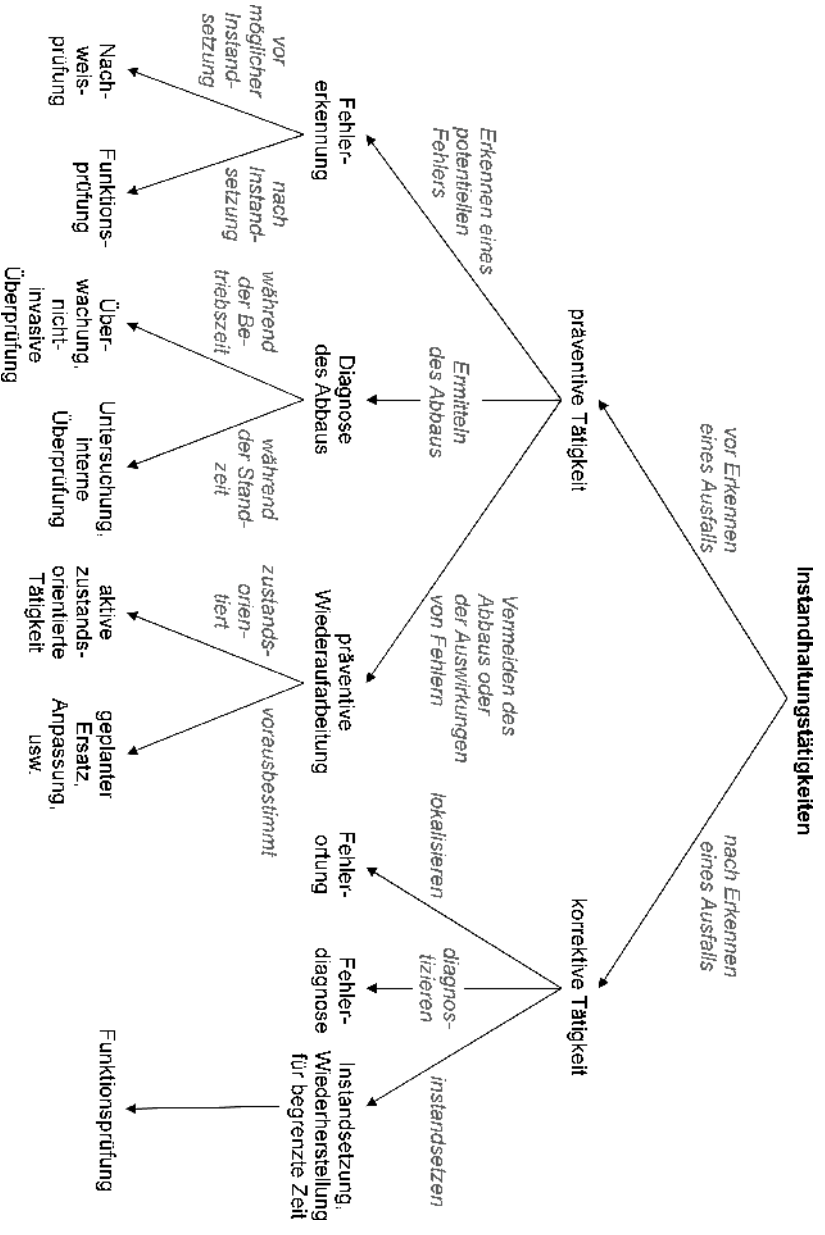 Instandhaltungstätigkeiten
vor Erkennen
eines Ausfalls
nach Erkennen
eines Ausfalls
präventive Tätigkeit
korrektive Tätigkeit
Erkennen eines
potentiellen
Fehlers
Ermitteln
des Abbaus
Vermeiden des
Abbaus oder
der Auswirkungen
von Fehlern
lokalisieren
diagnos-
tizieren
instandsetzen
Fehler-
erkennung
Diagnose
des Abbaus
präventive
Wiederaufarbeitung
Fehler-
ortung
Fehler-
diagnose
Instandsetzung,
Wiederherstellung
für begrenzte Zeit
vor
möglicher
Instand-
setzung
nach
Instand-
setzung
während
der Be-
triebszeit
während
der Stand-
zeit
zustands-
orien-
tiert
vorausbestimmt
Nach-
weis-
prüfung
Funktions-
prüfung
Über-
wachung,
nicht-
invasive
Überprüfung
Untersuchung,
interne
Überprüfung
aktive
zustands-
orientierte
Tätigkeit
geplanter
Ersatz,
Anpassung,
usw.
Funktionsprüfung